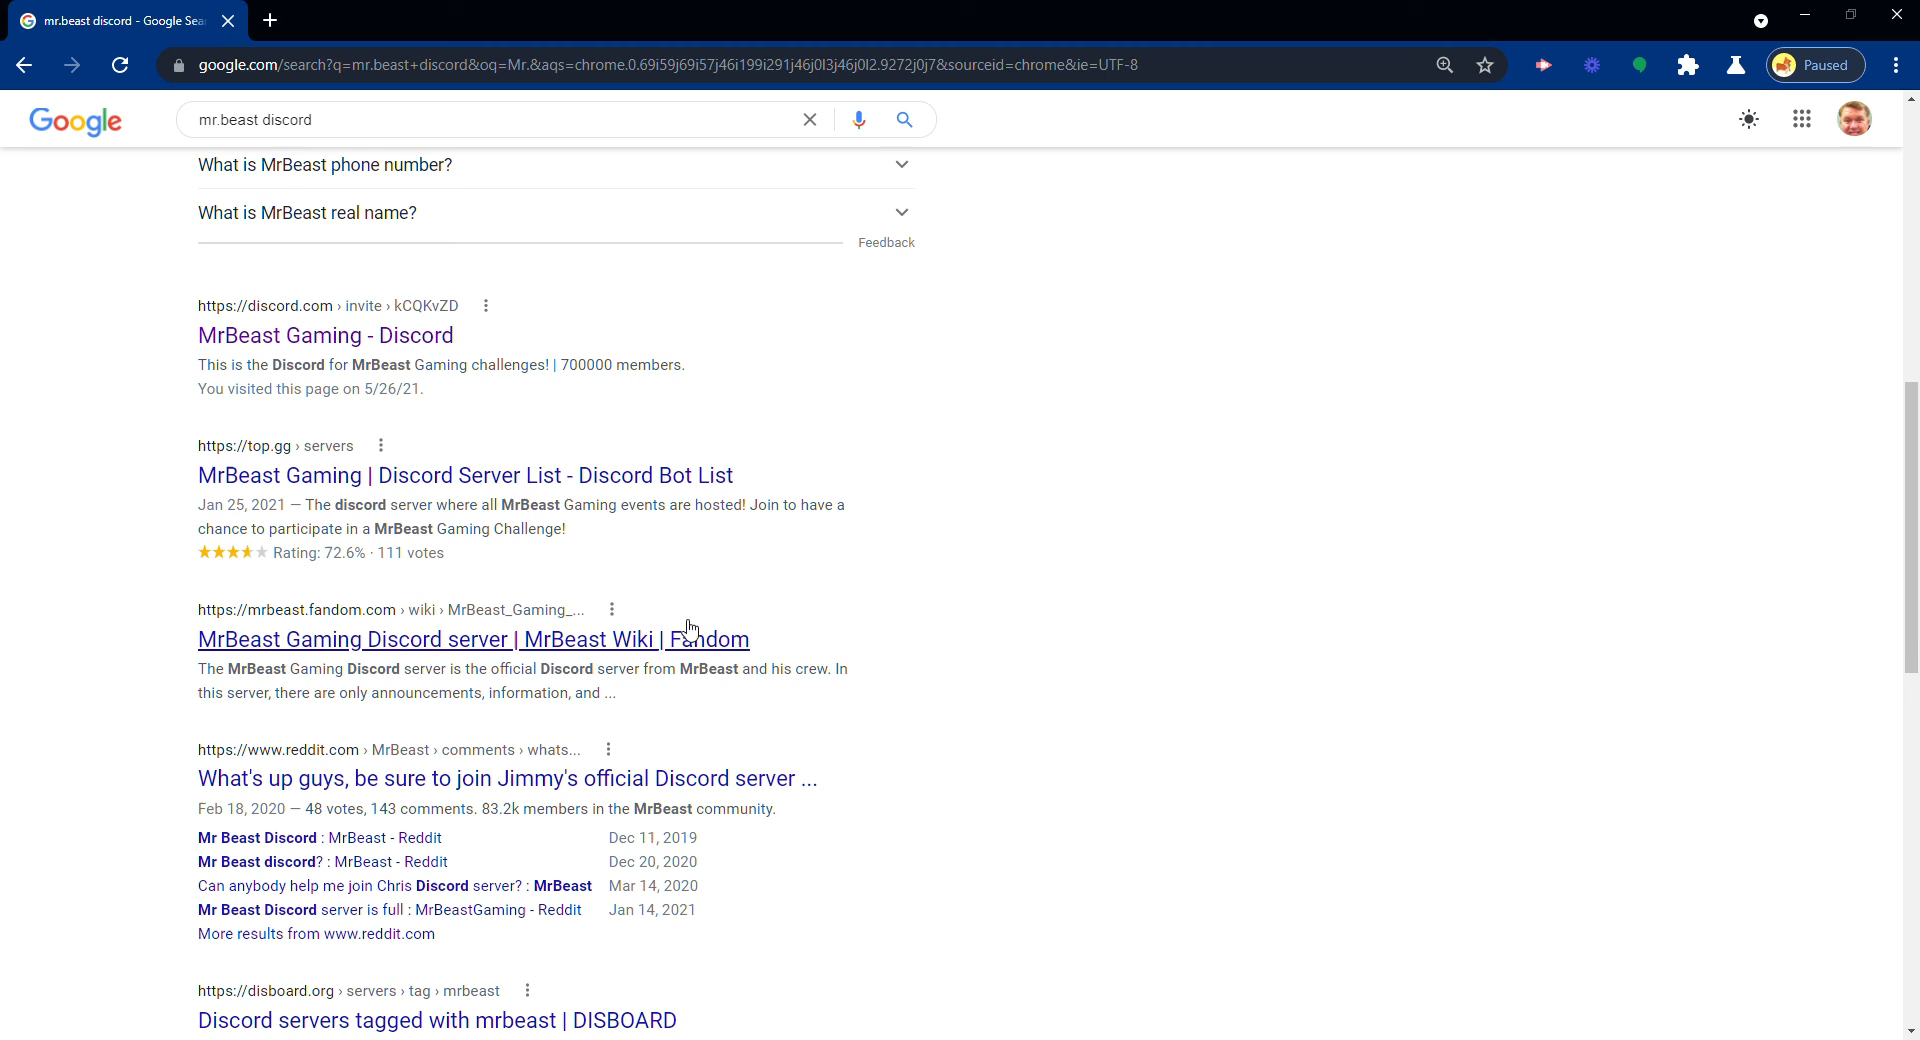 mr.beast discord - Google Sea
google.com/search?q=mr.beast+discord&oq=Mr.&aqs=chrome.0.69i59j69i57j46i199i291j46j0l3j46j0l2.9272j0j7&sourceid=chrome&ie=UTF-8
Paused
Google
mr.beast discord
What is MrBeast phone number?
What is MrBeast real name?
Feedback
https://discord.com › invite › kCQKvZD
MrBeast Gaming - Discord
This is the Discord for MrBeast Gaming challenges! | 700000 members.
You visited this page on 5/26/21.
https://top.gg › servers
MrBeast Gaming | Discord Server List - Discord Bot List
Jan 25, 2021 — The discord server where all MrBeast Gaming events are hosted! Join to have a
chance to participate in a MrBeast Gaming Challenge!
Rating: 72.6% · 111 votes
https://mrbeast.fandom.com › wiki › MrBeast_Gaming_...
MrBeast Gaming Discord server | MrBeast Wiki | Fandom
The MrBeast Gaming Discord server is the official Discord server from MrBeast and his crew. In
this server, there are only announcements, information, and ...
https://www.reddit.com › MrBeast › comments › whats...
What's up guys, be sure to join Jimmy's official Discord server ...
Feb 18, 2020 — 48 votes, 143 comments. 83.2k members in the MrBeast community.
Mr Beast Discord : MrBeast - Reddit Dec 11, 2019
Mr Beast discord? : MrBeast - Reddit Dec 20, 2020
Can anybody help me join Chris Discord server? : MrBeast Mar 14, 2020
Mr Beast Discord server is full : MrBeastGaming - Reddit Jan 14, 2021
More results from www.reddit.com
https://disboard.org › servers › tag › mrbeast
Discord servers tagged with mrbeast | DISBOARD